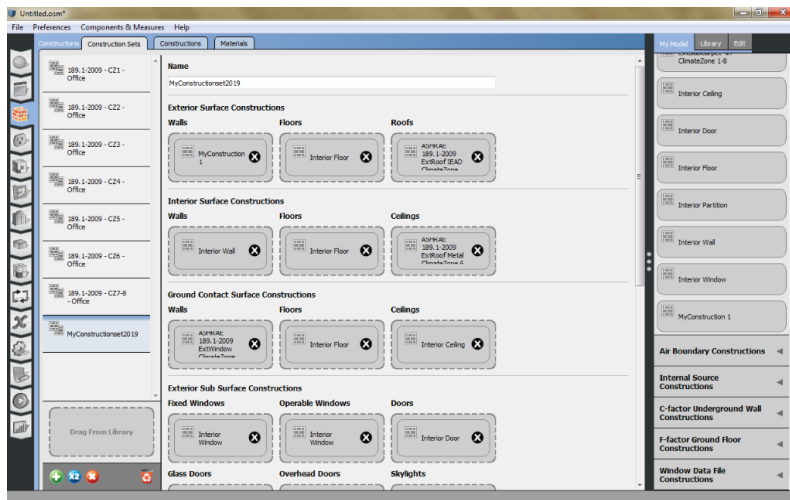 Untitled.osm*
File Preferences Components & Measures Help
Constructions Construction Sets Constructions Materials
My Model Library Edit
189.1-2009 - CZ1 -
Office
189.1-2009 - CZ2 -
Office
189.1-2009 - CZ3 -
Office
189.1-2009 - CZ4 -
Office
189.1-2009 - CZ5 -
Office
189.1-2009 - CZ6 -
Office
189.1-2009 - CZ7-8
- Office
MyConstructionset2019
Drag From Library
X2
Name
MyConstructionset2019
Exterior Surface Constructions
Walls Floors Roofs
MyConstruction
1
Interior Floor
ASHRAE
189.1-2009
ExtRoof IEAD
ClimateZone
Interior Surface Constructions
Walls Floors Ceilings
Interior Wall
Interior Floor
ASHRAE
189.1-2009
ExtRoof Metal
ClimateZone 6
Ground Contact Surface Constructions
Walls Floors Ceilings
ASHRAE
189.1-2009
ExtWindow
ClimateZone
Interior Floor
Interior Ceiling
Exterior Sub Surface Constructions
Fixed Windows Operable Windows Doors
Interior
Window
Interior
Window
Interior Door
Glass Doors Overhead Doors Skylights
ClimateZone 1-8
Interior Ceiling
Interior Door
Interior Floor
Interior Partition
Interior Wall
Interior Window
MyConstruction 1
Air Boundary Constructions
Internal Source
Constructions
C-factor Underground Wall
Constructions
F-factor Ground Floor
Constructions
Window Data File
Constructions